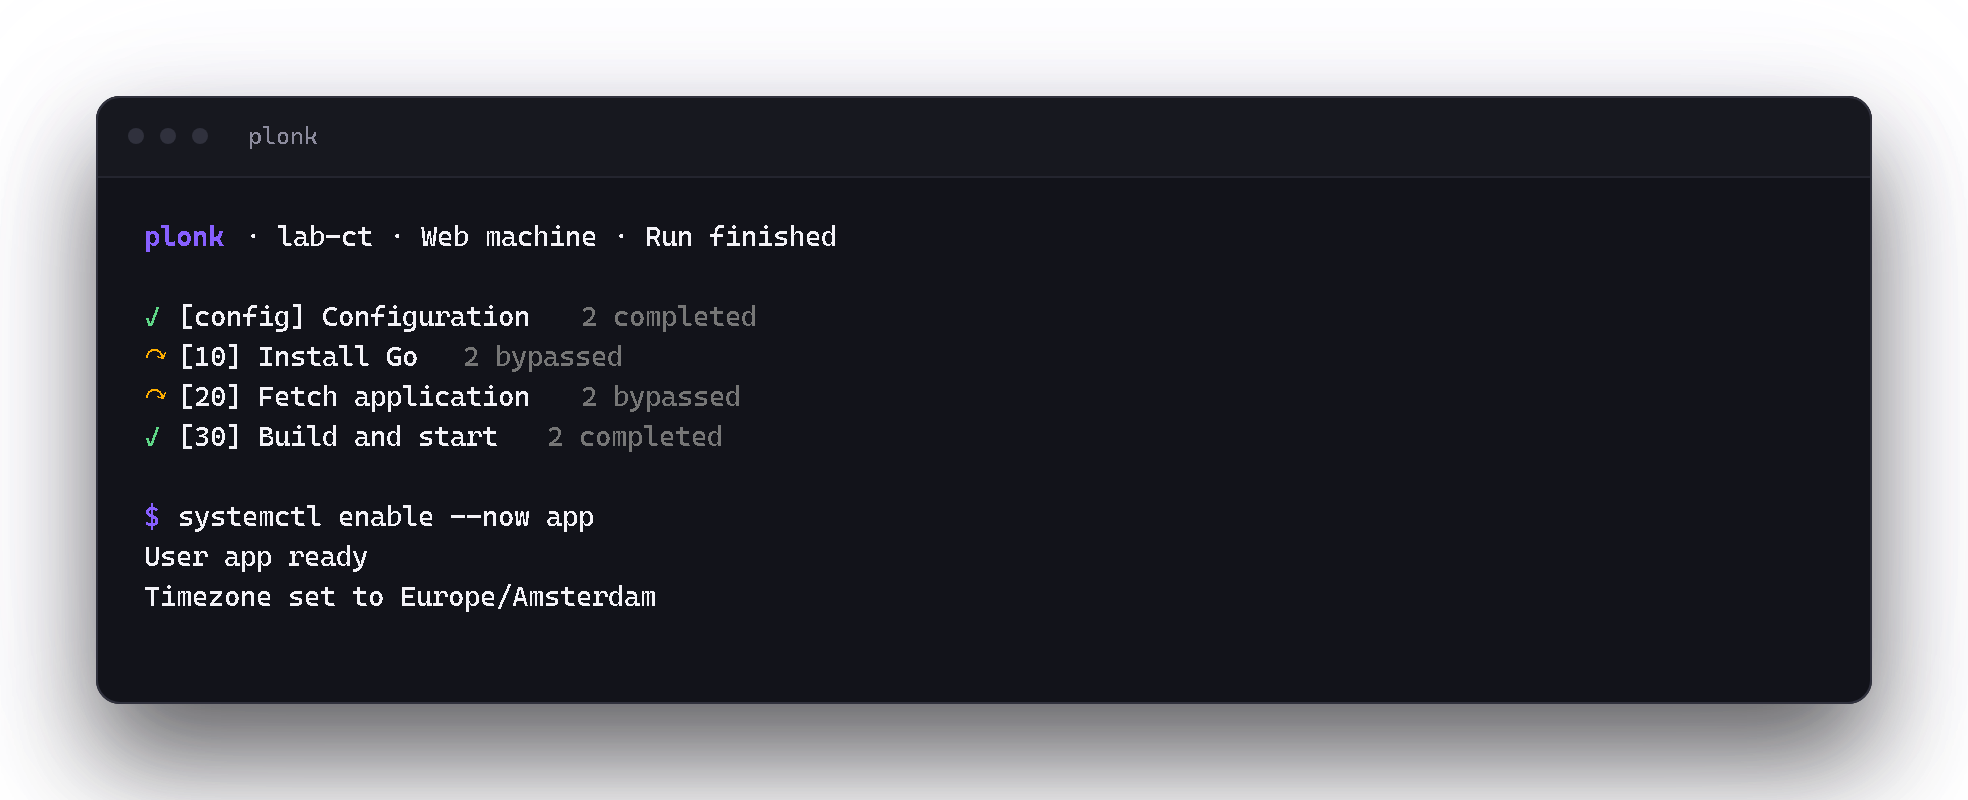 plonk
plonk · lab-ct · Web machine · Run finished
✓ [config] Configuration 2 completed
↷ [10] Install Go 2 bypassed
↷ [20] Fetch application 2 bypassed
✓ [30] Build and start 2 completed
$ systemctl enable --now app
User app ready
Timezone set to Europe/Amsterdam